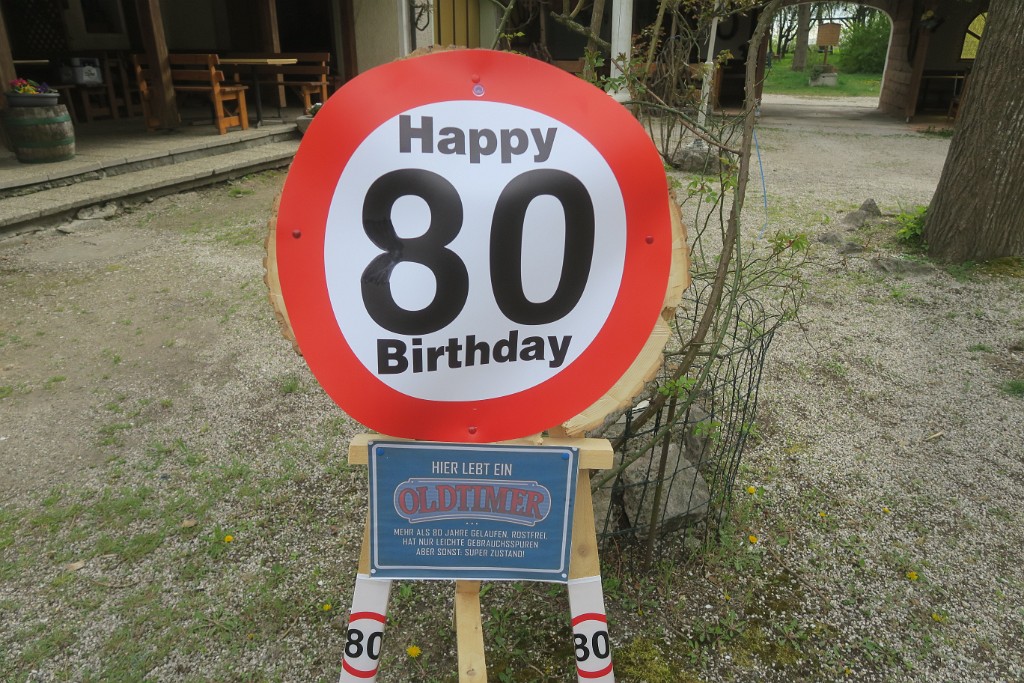 Happy
80
Birthday
HIER LEBT EIN
OLDTIMER
MEHR ALS 80 JAHRE GELAUFEN, ROSTFREI,
HAT NUR LEICHTE GEBRAUCHSSPUREN
ABER SONST: SUPER ZUSTAND!
80
80